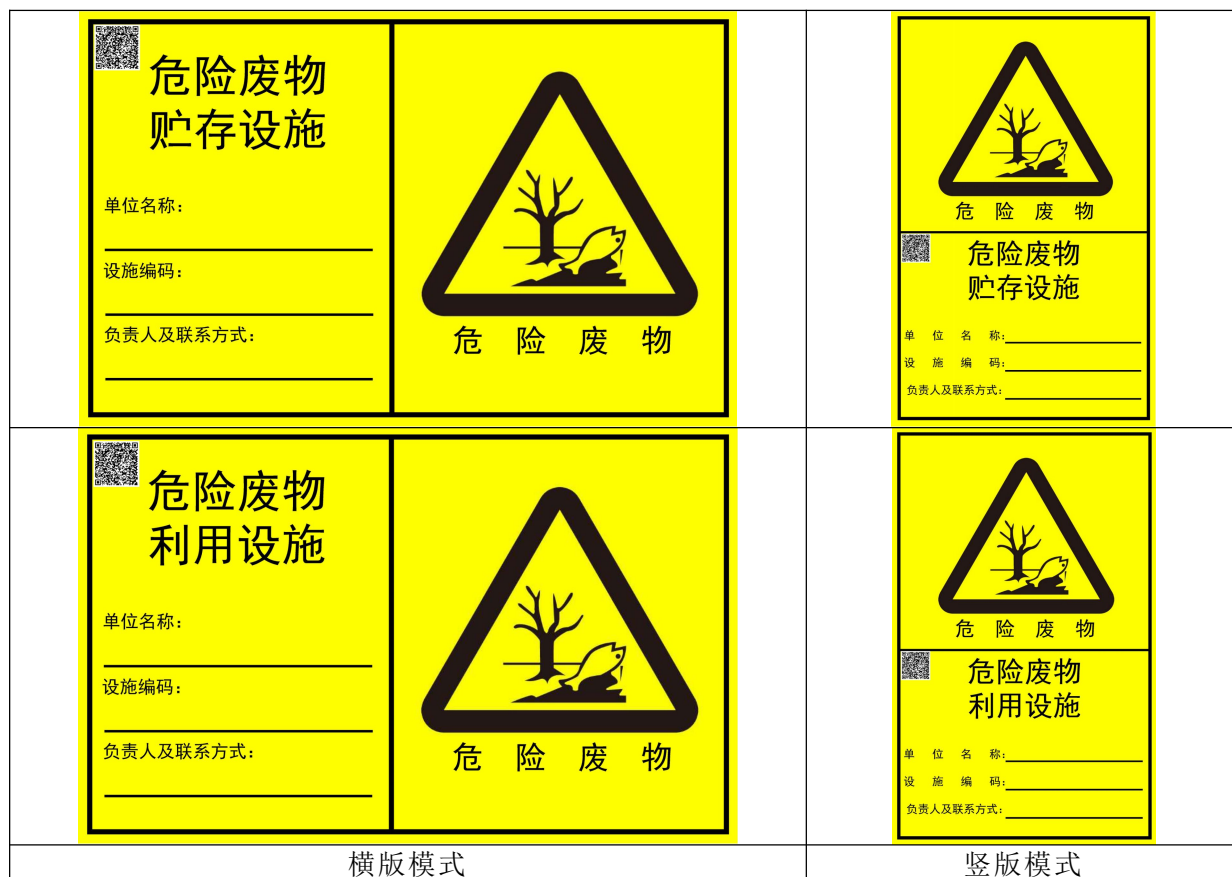 危险废物
贮存设施
单位名称：
设施编码：
负责人及联系方式：
危险废物
危险废物
危险废物
贮存设施
单位名称：
设施编码：
负责人及联系方式：
危险废物
利用设施
单位名称：
设施编码：
负责人及联系方式：
危险废物
危险废物
危险废物
利用设施
单位名称：
设施编码：
负责人及联系方式：
横版模式
竖版模式